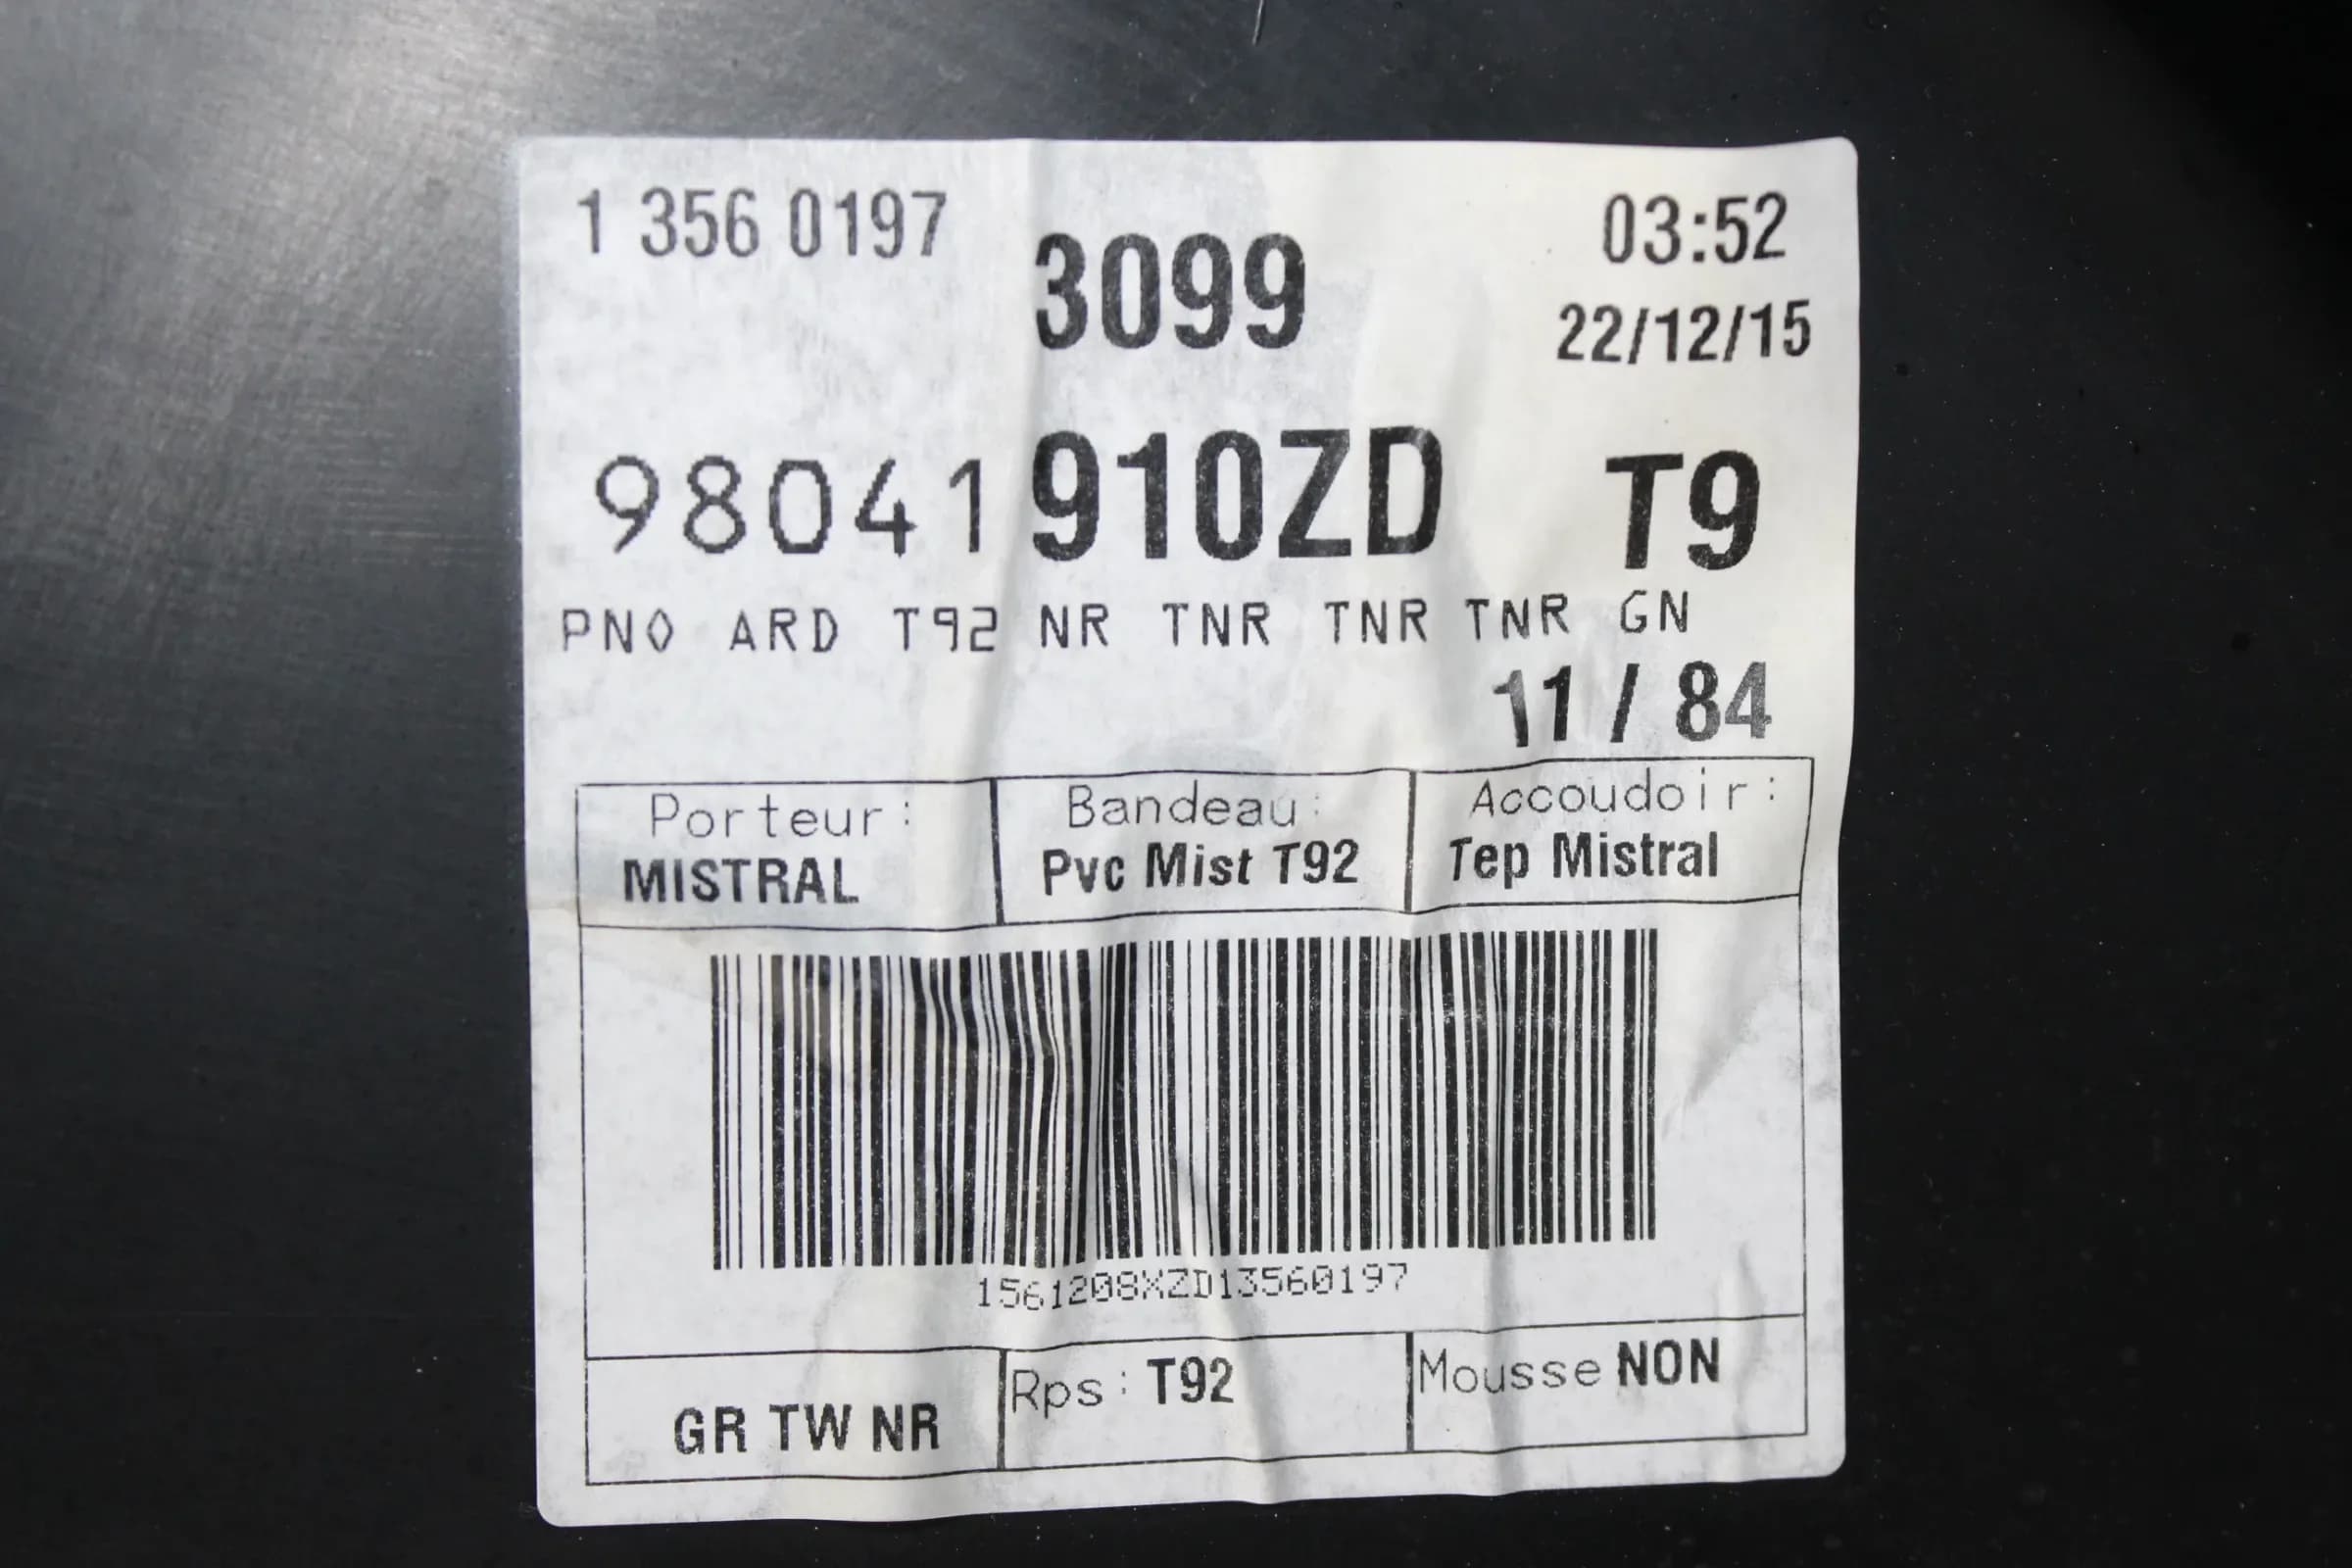 1 356 0197
3099
03:52
22/12/15
98041910ZD T9
PNO ARD T92 NR TNR TNR TNR GN
11 / 84
Porteur: Bandeau: Accoudoir:
MISTRAL Pvc Mist T92 Tep Mistral
1561208XZD13560197
GR TW NR Rps: T92 Mousse NON